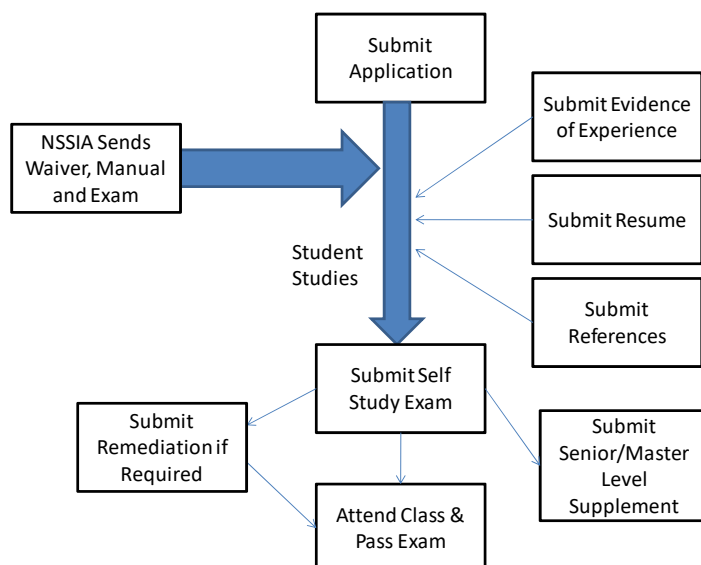 Submit
Application
Submit Evidence
of Experience
NSSIA Sends
Waiver, Manual
and Exam
Submit Resume
Student
Studies
Submit
References
Submit Self
Study Exam
Submit
Remediation if
Required
Submit
Senior/Master
Level
Supplement
Attend Class &
Pass Exam